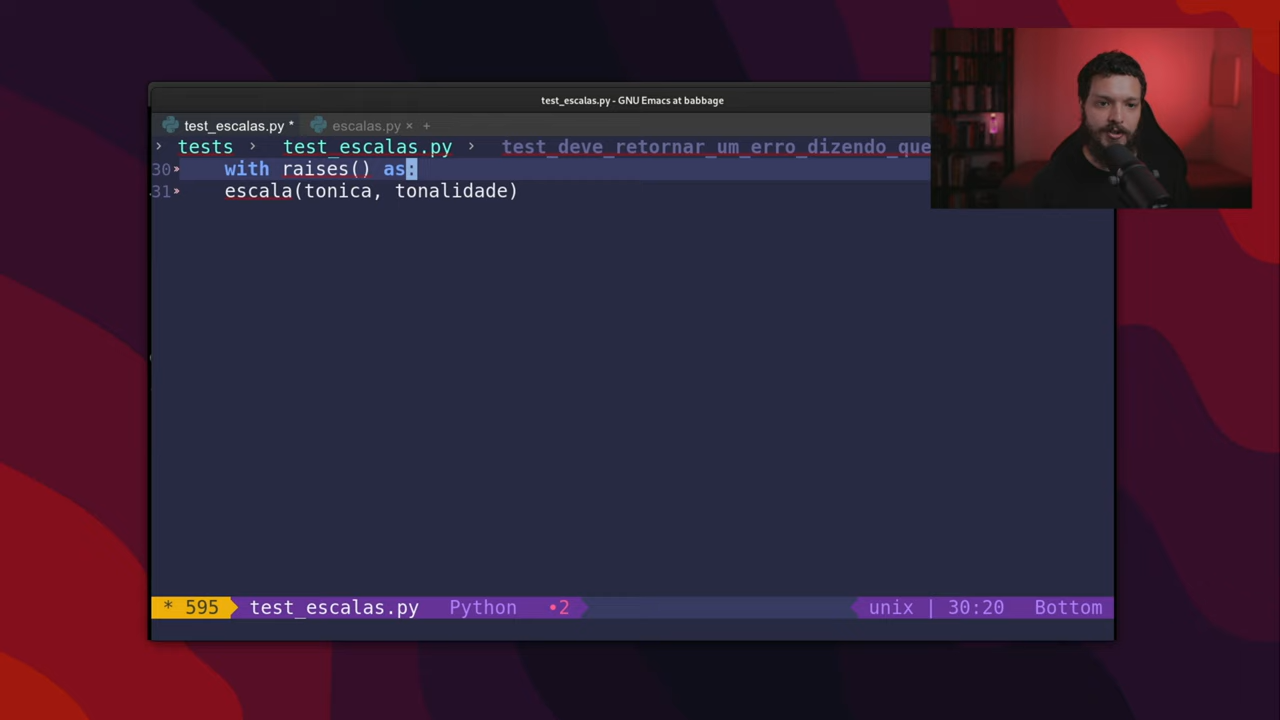 test_escalas.py - GNU Emacs at babbage
test_escalas.py * escalas.py × +
› tests › test_escalas.py › test_deve_retornar_um_erro_dizendo_que
30» with raises() as:
31» escala(tonica, tonalidade)
* 595 test_escalas.py Python •2 unix | 30:20 Bottom